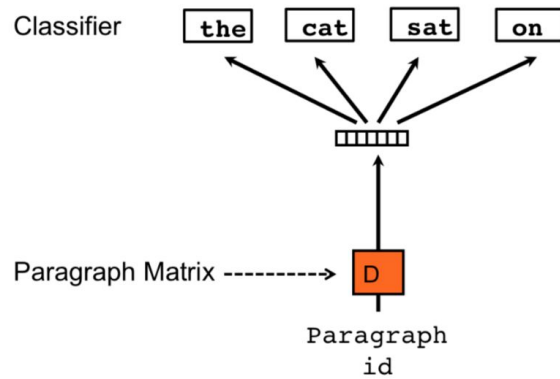 Classifier the cat sat on
D
Paragraph Matrix
Paragraph
id